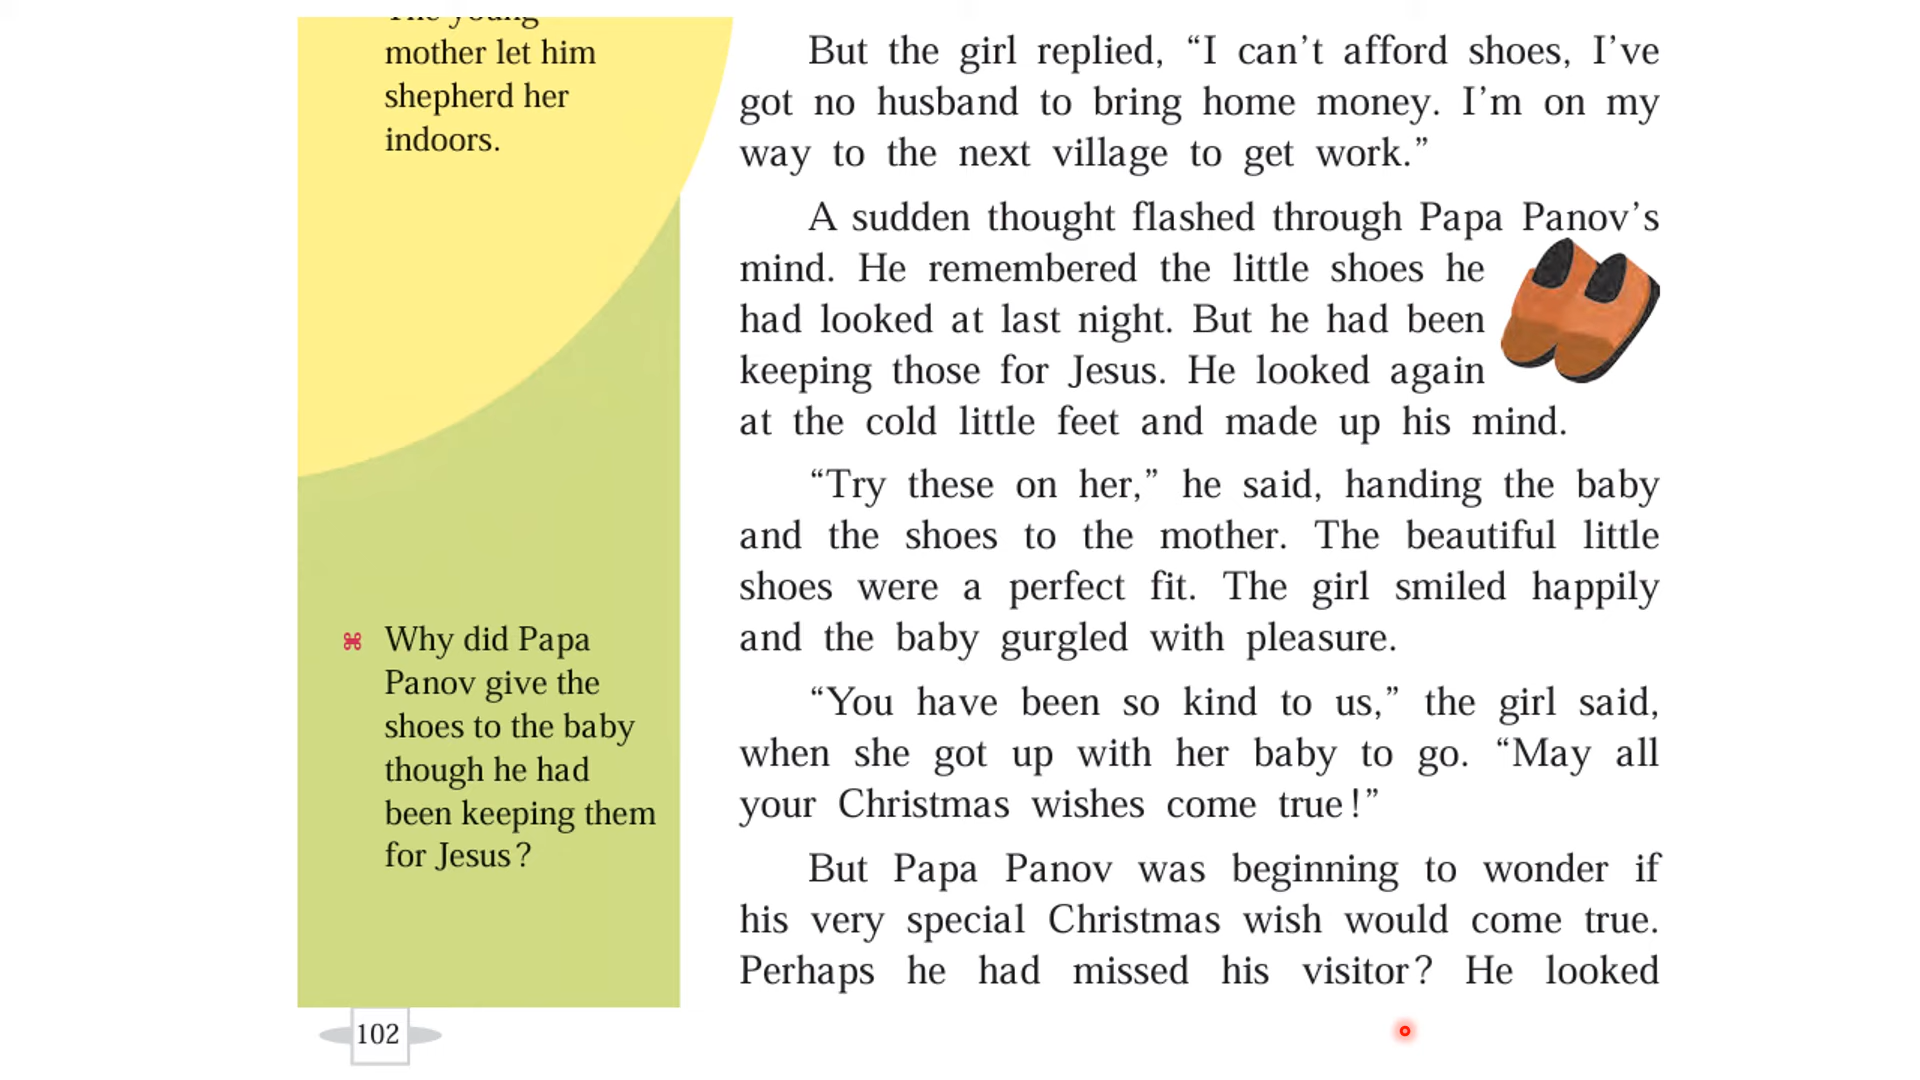 The young
mother let him
shepherd her
indoors.
Why did Papa
Panov give the
shoes to the baby
though he had
been keeping them
for Jesus?
102
But the girl replied, “I can’t afford shoes, I’ve
got no husband to bring home money. I’m on my
way to the next village to get work.”
A sudden thought flashed through Papa Panov’s
mind. He remembered the little shoes he
had looked at last night. But he had been
keeping those for Jesus. He looked again
at the cold little feet and made up his mind.
“Try these on her,” he said, handing the baby
and the shoes to the mother. The beautiful little
shoes were a perfect fit. The girl smiled happily
and the baby gurgled with pleasure.
“You have been so kind to us,” the girl said,
when she got up with her baby to go. “May all
your Christmas wishes come true!”
But Papa Panov was beginning to wonder if
his very special Christmas wish would come true.
Perhaps he had missed his visitor? He looked